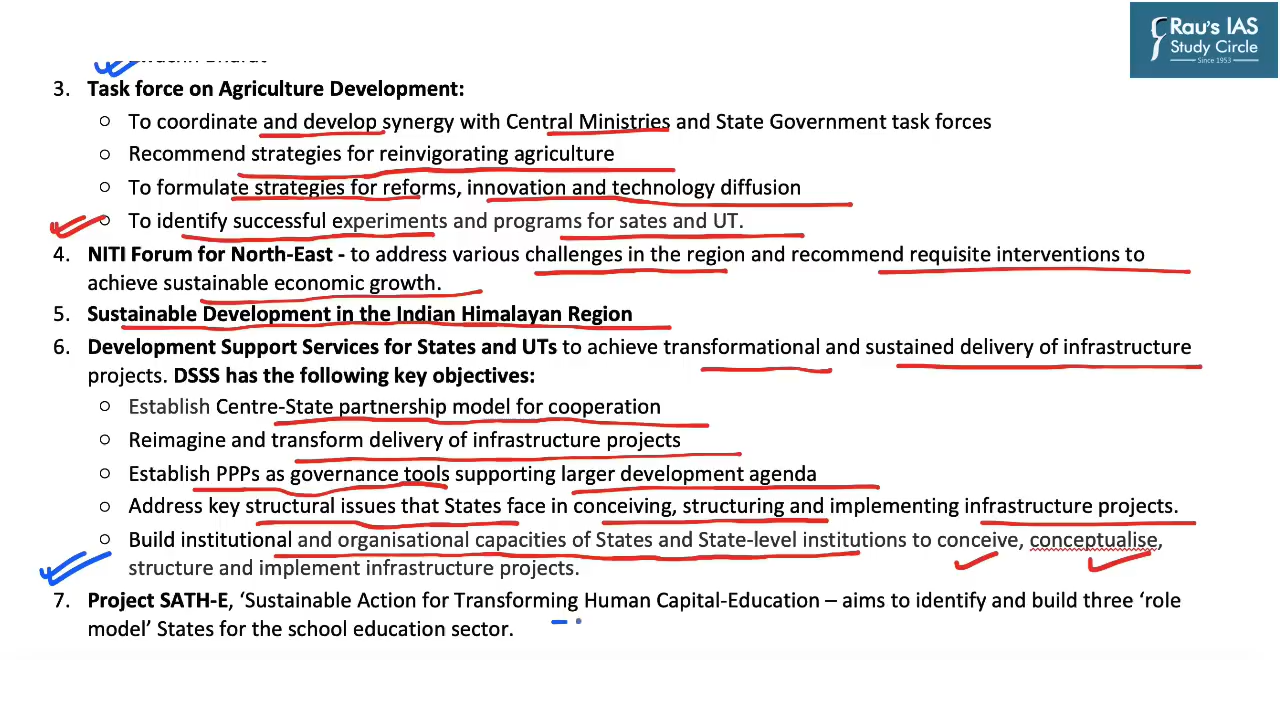 Rau's IAS
Study Circle
Since 1953
3. Task force on Agriculture Development:
o To coordinate and develop synergy with Central Ministries and State Government task forces
o Recommend strategies for reinvigorating agriculture
o To formulate strategies for reforms, innovation and technology diffusion
o To identify successful experiments and programs for sates and UT.
4. NITI Forum for North-East - to address various challenges in the region and recommend requisite interventions to
achieve sustainable economic growth.
5. Sustainable Development in the Indian Himalayan Region
6. Development Support Services for States and UTs to achieve transformational and sustained delivery of infrastructure
projects. DSSS has the following key objectives:
o Establish Centre-State partnership model for cooperation
o Reimagine and transform delivery of infrastructure projects
o Establish PPPs as governance tools supporting larger development agenda
o Address key structural issues that States face in conceiving, structuring and implementing infrastructure projects.
o Build institutional and organisational capacities of States and State-level institutions to conceive, conceptualise,
structure and implement infrastructure projects.
7. Project SATH-E, ‘Sustainable Action for Transforming Human Capital-Education – aims to identify and build three ‘role
model’ States for the school education sector.